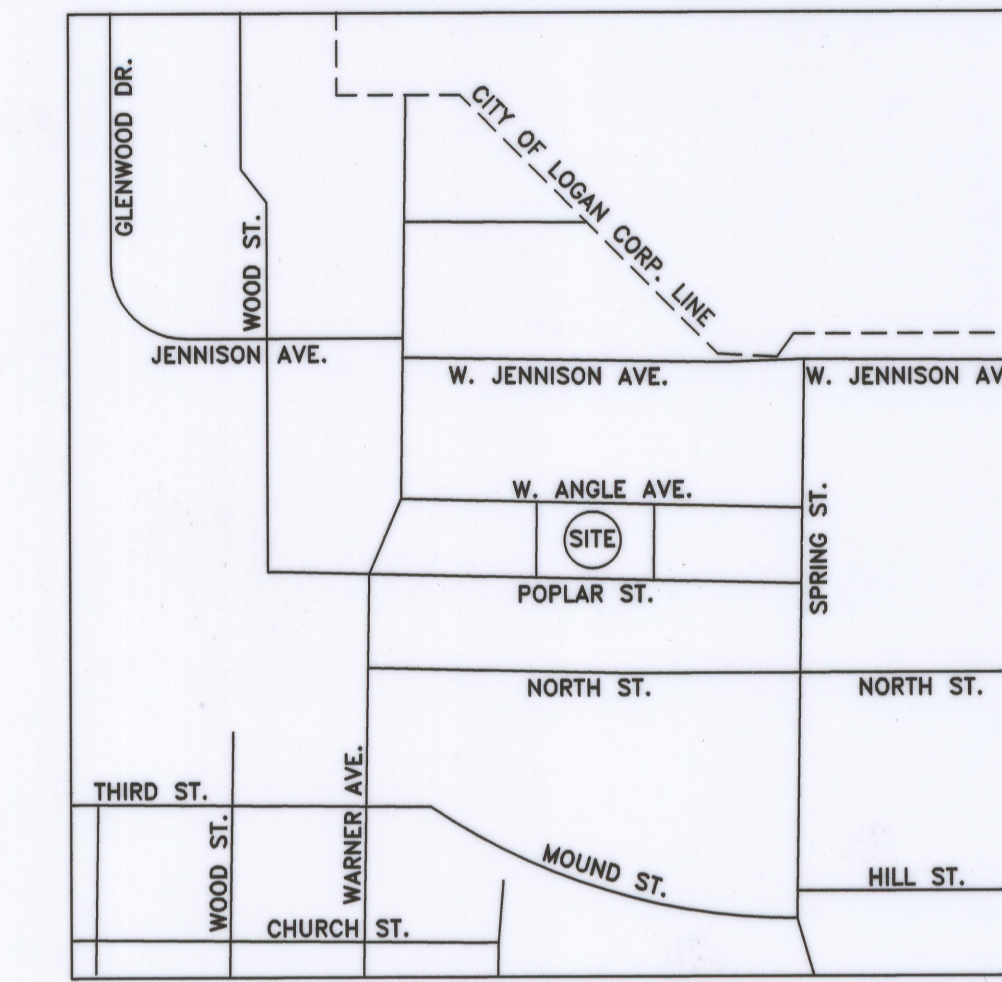 GLENWOOD DR.
WOOD ST.
CITY OF LOGAN CORP. LINE
JENNISON AVE.
W. JENNISON AVE.
W. JENNISON AV
W. ANGLE AVE.
SITE
SPRING ST.
POPLAR ST.
NORTH ST.
NORTH ST.
THIRD ST.
WOOD ST.
WARNER AVE.
MOUND ST.
HILL ST.
CHURCH ST.